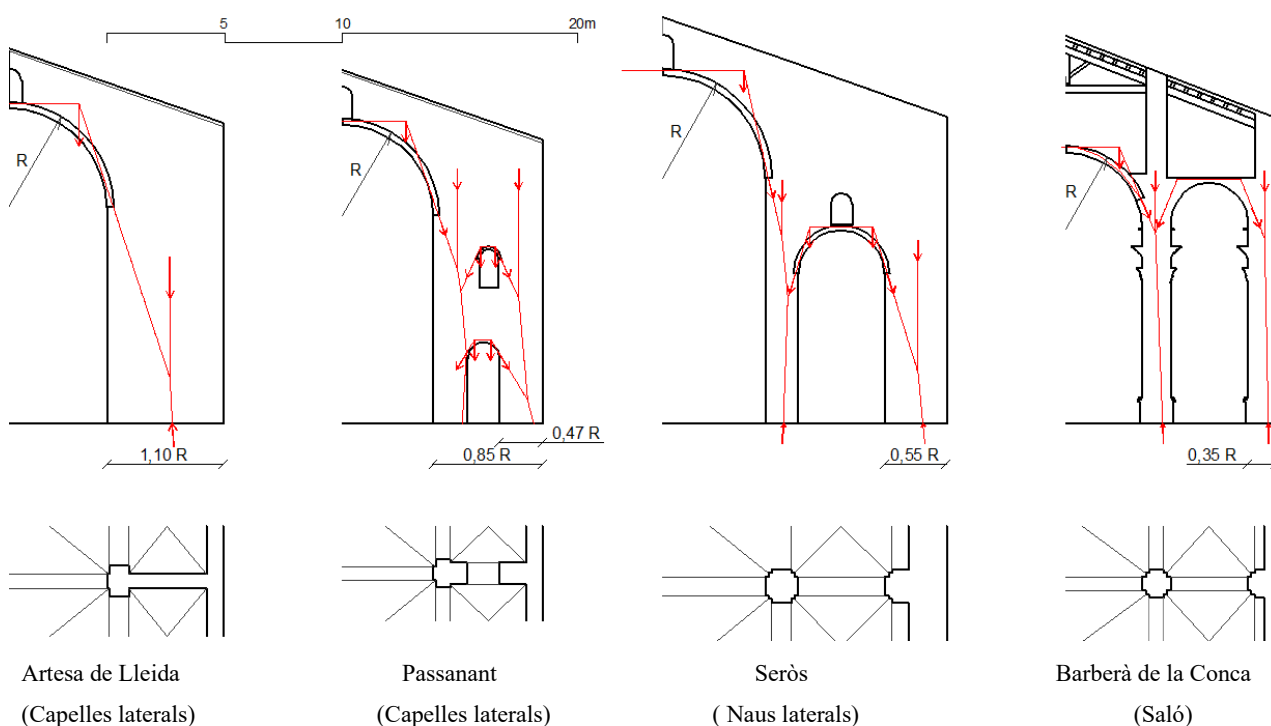 5 10 20m
R R R R
0,47 R
1,10 R 0,85 R 0,55 R 0,35 R
Artesa de Lleida Passanant Seròs Barberà de la Conca
(Capelles laterals) (Capelles laterals) ( Naus laterals) (Saló)